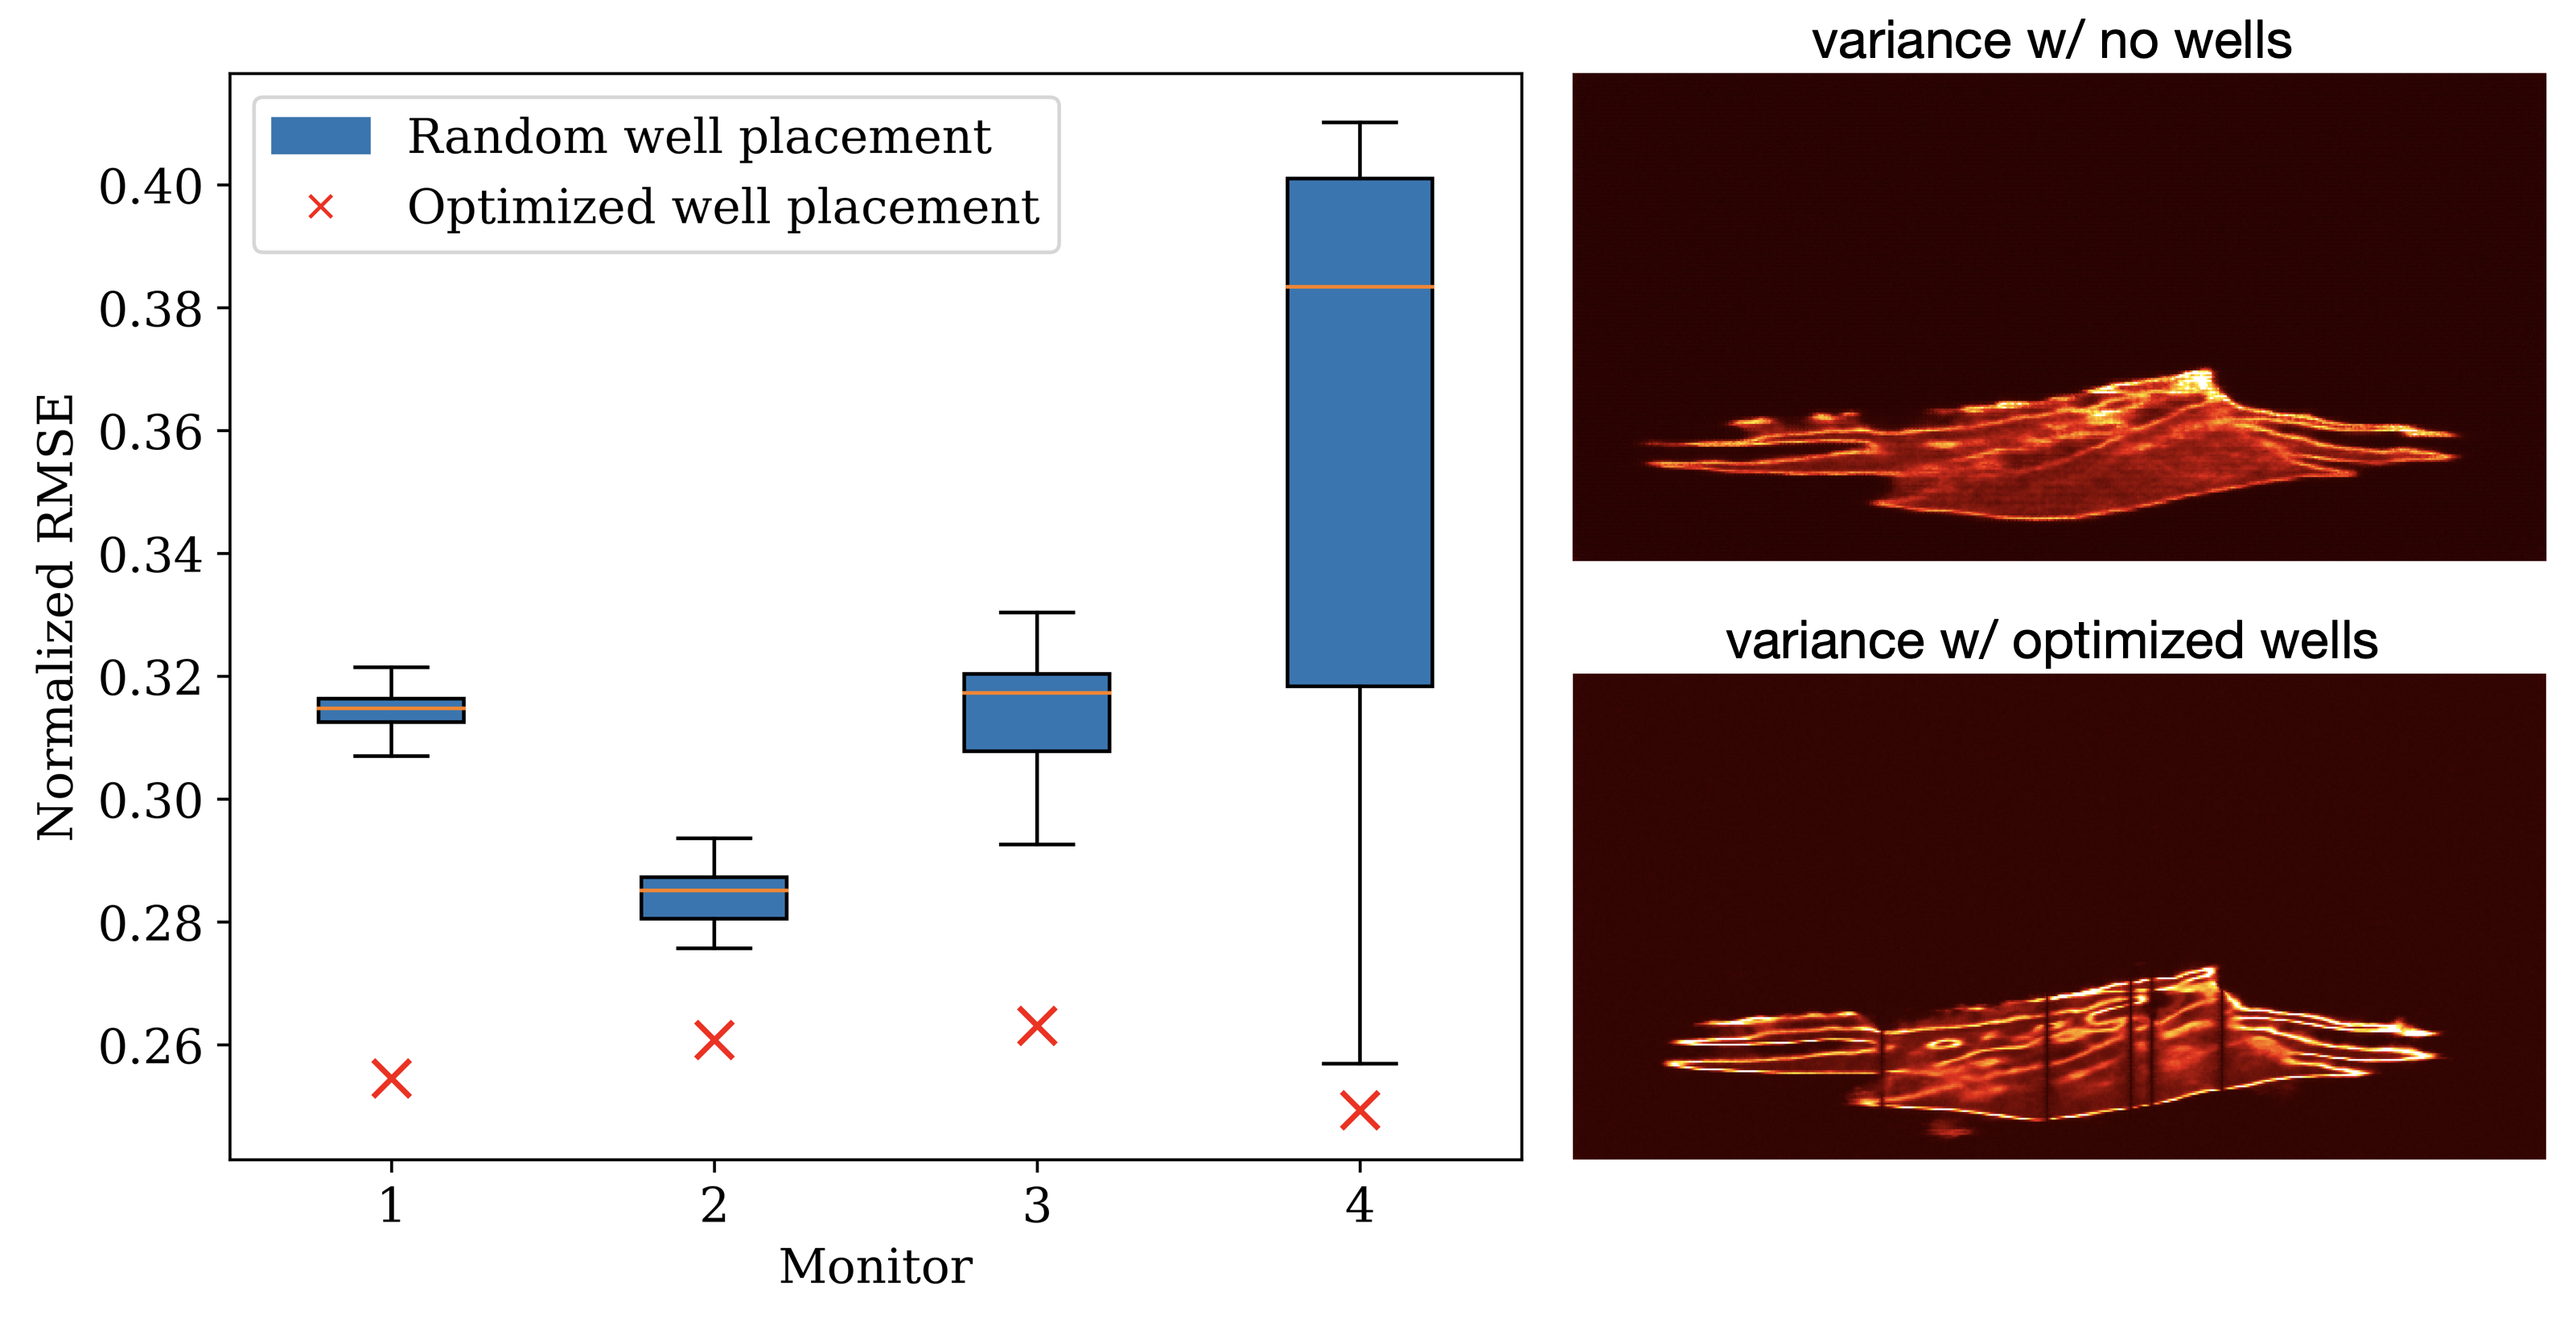 Random well placement
Optimized well placement
Normalized RMSE
0.40
0.38
0.36
0.34
0.32
0.30
0.28
0.26
1 2 3 4
Monitor
variance w/ no wells
variance w/ optimized wells